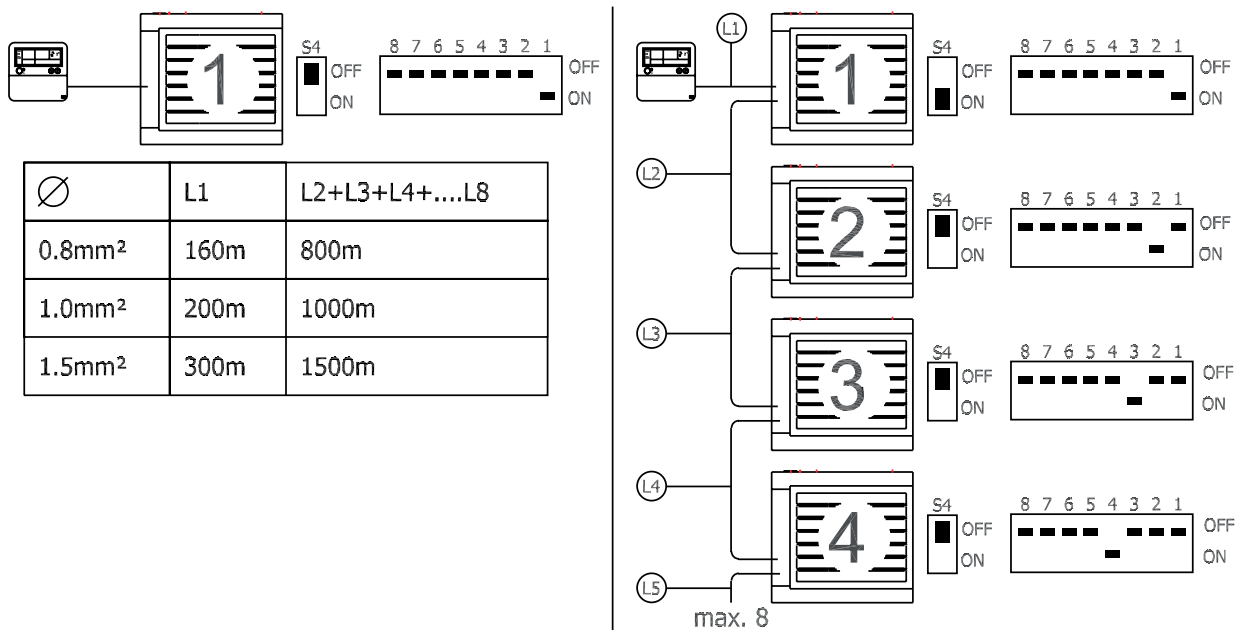 1
S4
OFF
ON
8 7 6 5 4 3 2 1
OFF
ON
∅ L1 L2+L3+L4+....L8
0.8mm² 160m 800m
1.0mm² 200m 1000m
1.5mm² 300m 1500m
L1
1
S4
OFF
ON
8 7 6 5 4 3 2 1
OFF
ON
L2
2
S4
OFF
ON
8 7 6 5 4 3 2 1
OFF
ON
L3
3
S4
OFF
ON
8 7 6 5 4 3 2 1
OFF
ON
L4
4
S4
OFF
ON
8 7 6 5 4 3 2 1
OFF
ON
L5
max. 8